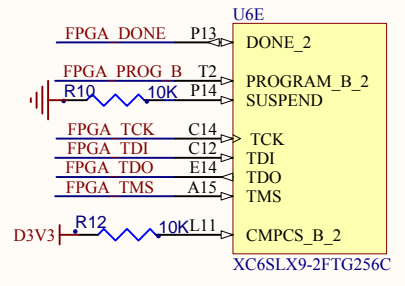 U6E
FPGA_DONE P13 DONE_2
FPGA_PROG_B T2 PROGRAM_B_2
R10 10K P14 SUSPEND
FPGA_TCK C14 TCK
FPGA_TDI C12 TDI
FPGA_TDO E14 TDO
FPGA_TMS A15 TMS
D3V3 R12 10K L11 CMPCS_B_2
XC6SLX9-2FTG256C